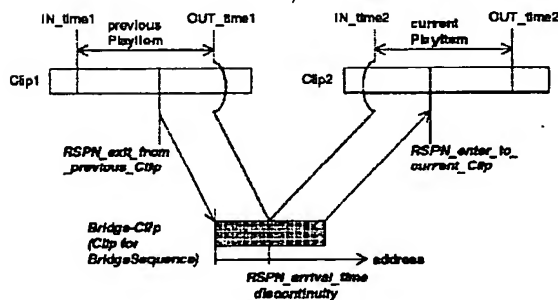 IN_time1 previous PlayItem OUT_time1
IN_time2 current PlayItem OUT_time2
Clip1
Clip2
RSPN_exit_from
_previous_Clip
RSPN_enter_to_
current_Clip
Bridge-Clip
(Clip for
BridgeSequence)
address
RSPN_arrival_time
discontinuity